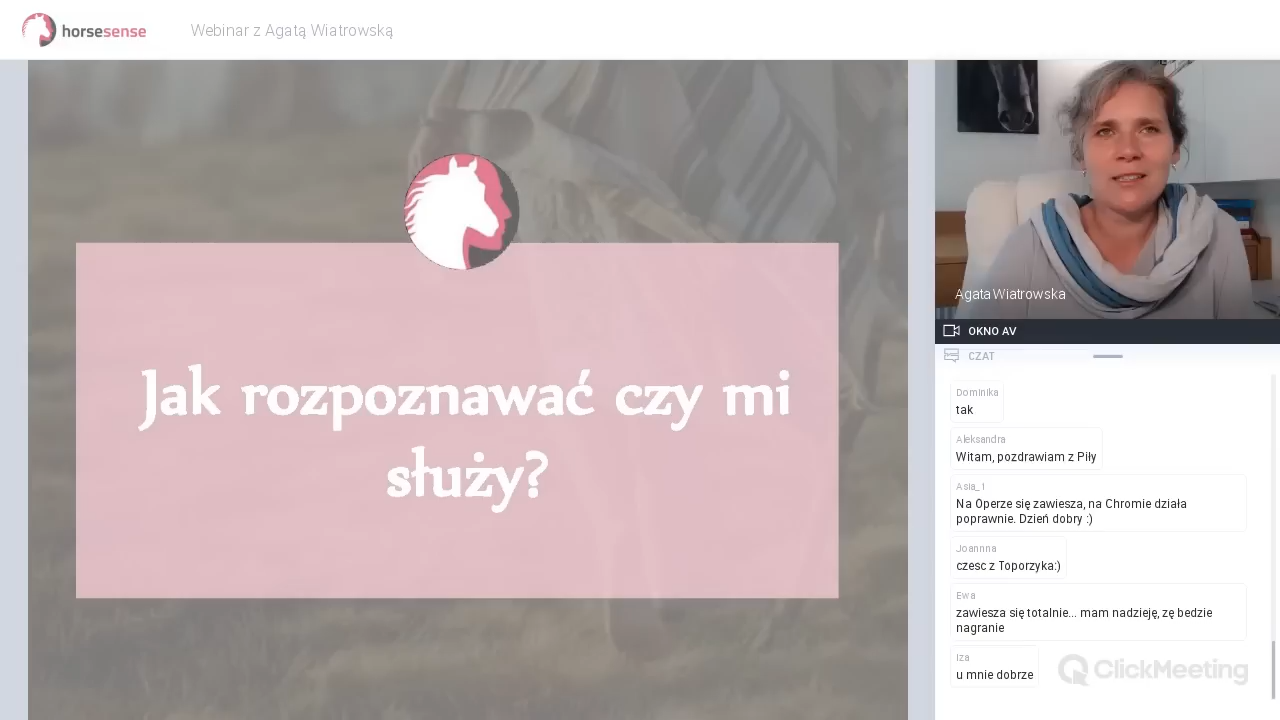 horsesense
Webinar z Agatą Wiatrowską
Jak rozpoznawać czy mi
służy?
Agata Wiatrowska
OKNO AV
CZAT
Dominika
tak
Aleksandra
Witam, pozdrawiam z Piły
Asia_1
Na Operze się zawiesza, na Chromie działa
poprawnie. Dzień dobry :)
Joannna
czesc z Toporzyka:)
Ewa
zawiesza się totalnie... mam nadzieję, zę bedzie
nagranie
Iza
u mnie dobrze
ClickMeeting